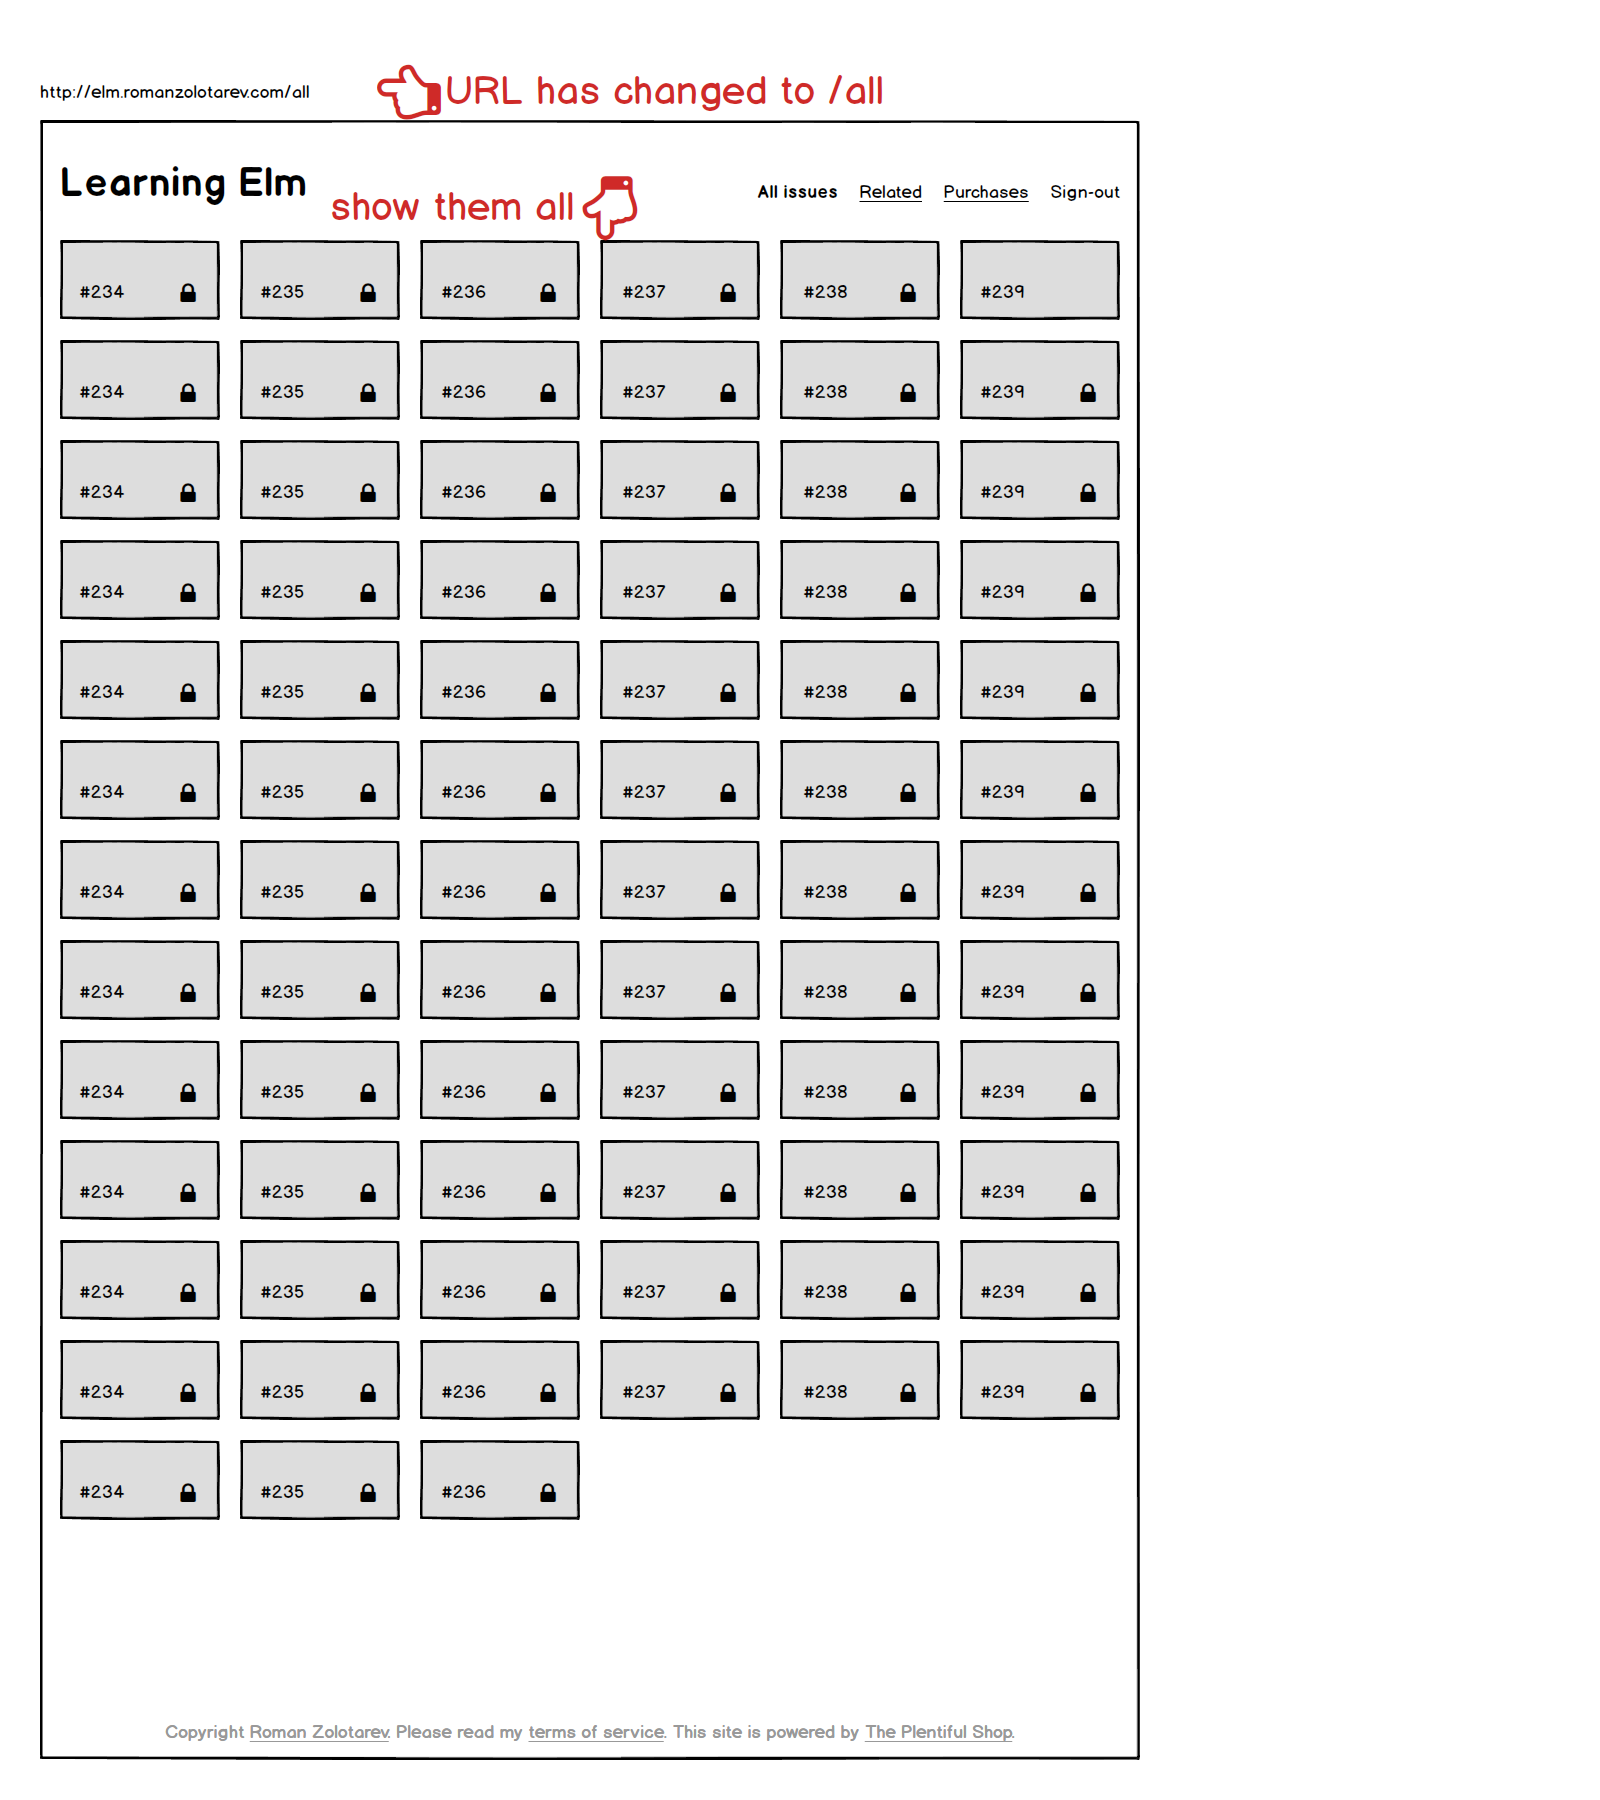 http://elm.romanzolotarev.com/all
URL has changed to /all
Learning Elm
show them all
All issues Related Purchases Sign-out
#234 #235 #236 #237 #238 #239
#234 #235 #236 #237 #238 #239
#234 #235 #236 #237 #238 #239
#234 #235 #236 #237 #238 #239
#234 #235 #236 #237 #238 #239
#234 #235 #236 #237 #238 #239
#234 #235 #236 #237 #238 #239
#234 #235 #236 #237 #238 #239
#234 #235 #236 #237 #238 #239
#234 #235 #236 #237 #238 #239
#234 #235 #236 #237 #238 #239
#234 #235 #236 #237 #238 #239
#234 #235 #236
Copyright Roman Zolotarev. Please read my terms of service. This site is powered by The Plentiful Shop.